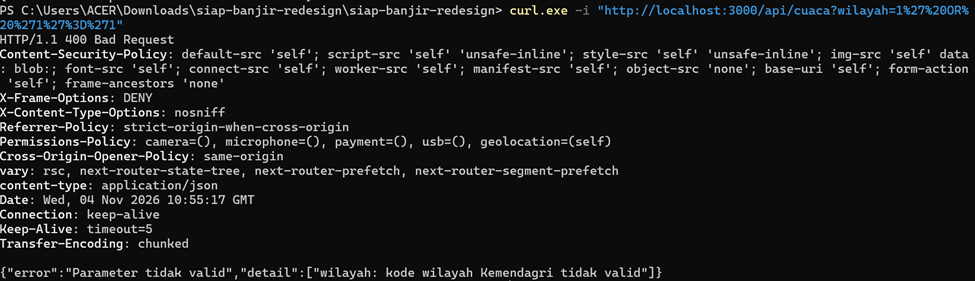 PS C:\Users\ACER\Downloads\siap-banjir-redesign\siap-banjir-redesign> curl.exe -i "http://localhost:3000/api/cuaca?wilayah=1%27%20OR%
20%271%27%3D%271"
HTTP/1.1 400 Bad Request
Content-Security-Policy: default-src 'self'; script-src 'self' 'unsafe-inline'; style-src 'self' 'unsafe-inline'; img-src 'self' data
: blob:; font-src 'self'; connect-src 'self'; worker-src 'self'; manifest-src 'self'; object-src 'none'; base-uri 'self'; form-action
 'self'; frame-ancestors 'none'
X-Frame-Options: DENY
X-Content-Type-Options: nosniff
Referrer-Policy: strict-origin-when-cross-origin
Permissions-Policy: camera=(), microphone=(), payment=(), usb=(), geolocation=(self)
Cross-Origin-Opener-Policy: same-origin
vary: rsc, next-router-state-tree, next-router-prefetch, next-router-segment-prefetch
content-type: application/json
Date: Wed, 04 Nov 2026 10:55:17 GMT
Connection: keep-alive
Keep-Alive: timeout=5
Transfer-Encoding: chunked

{"error":"Parameter tidak valid","detail":["wilayah: kode wilayah Kemendagri tidak valid"]}